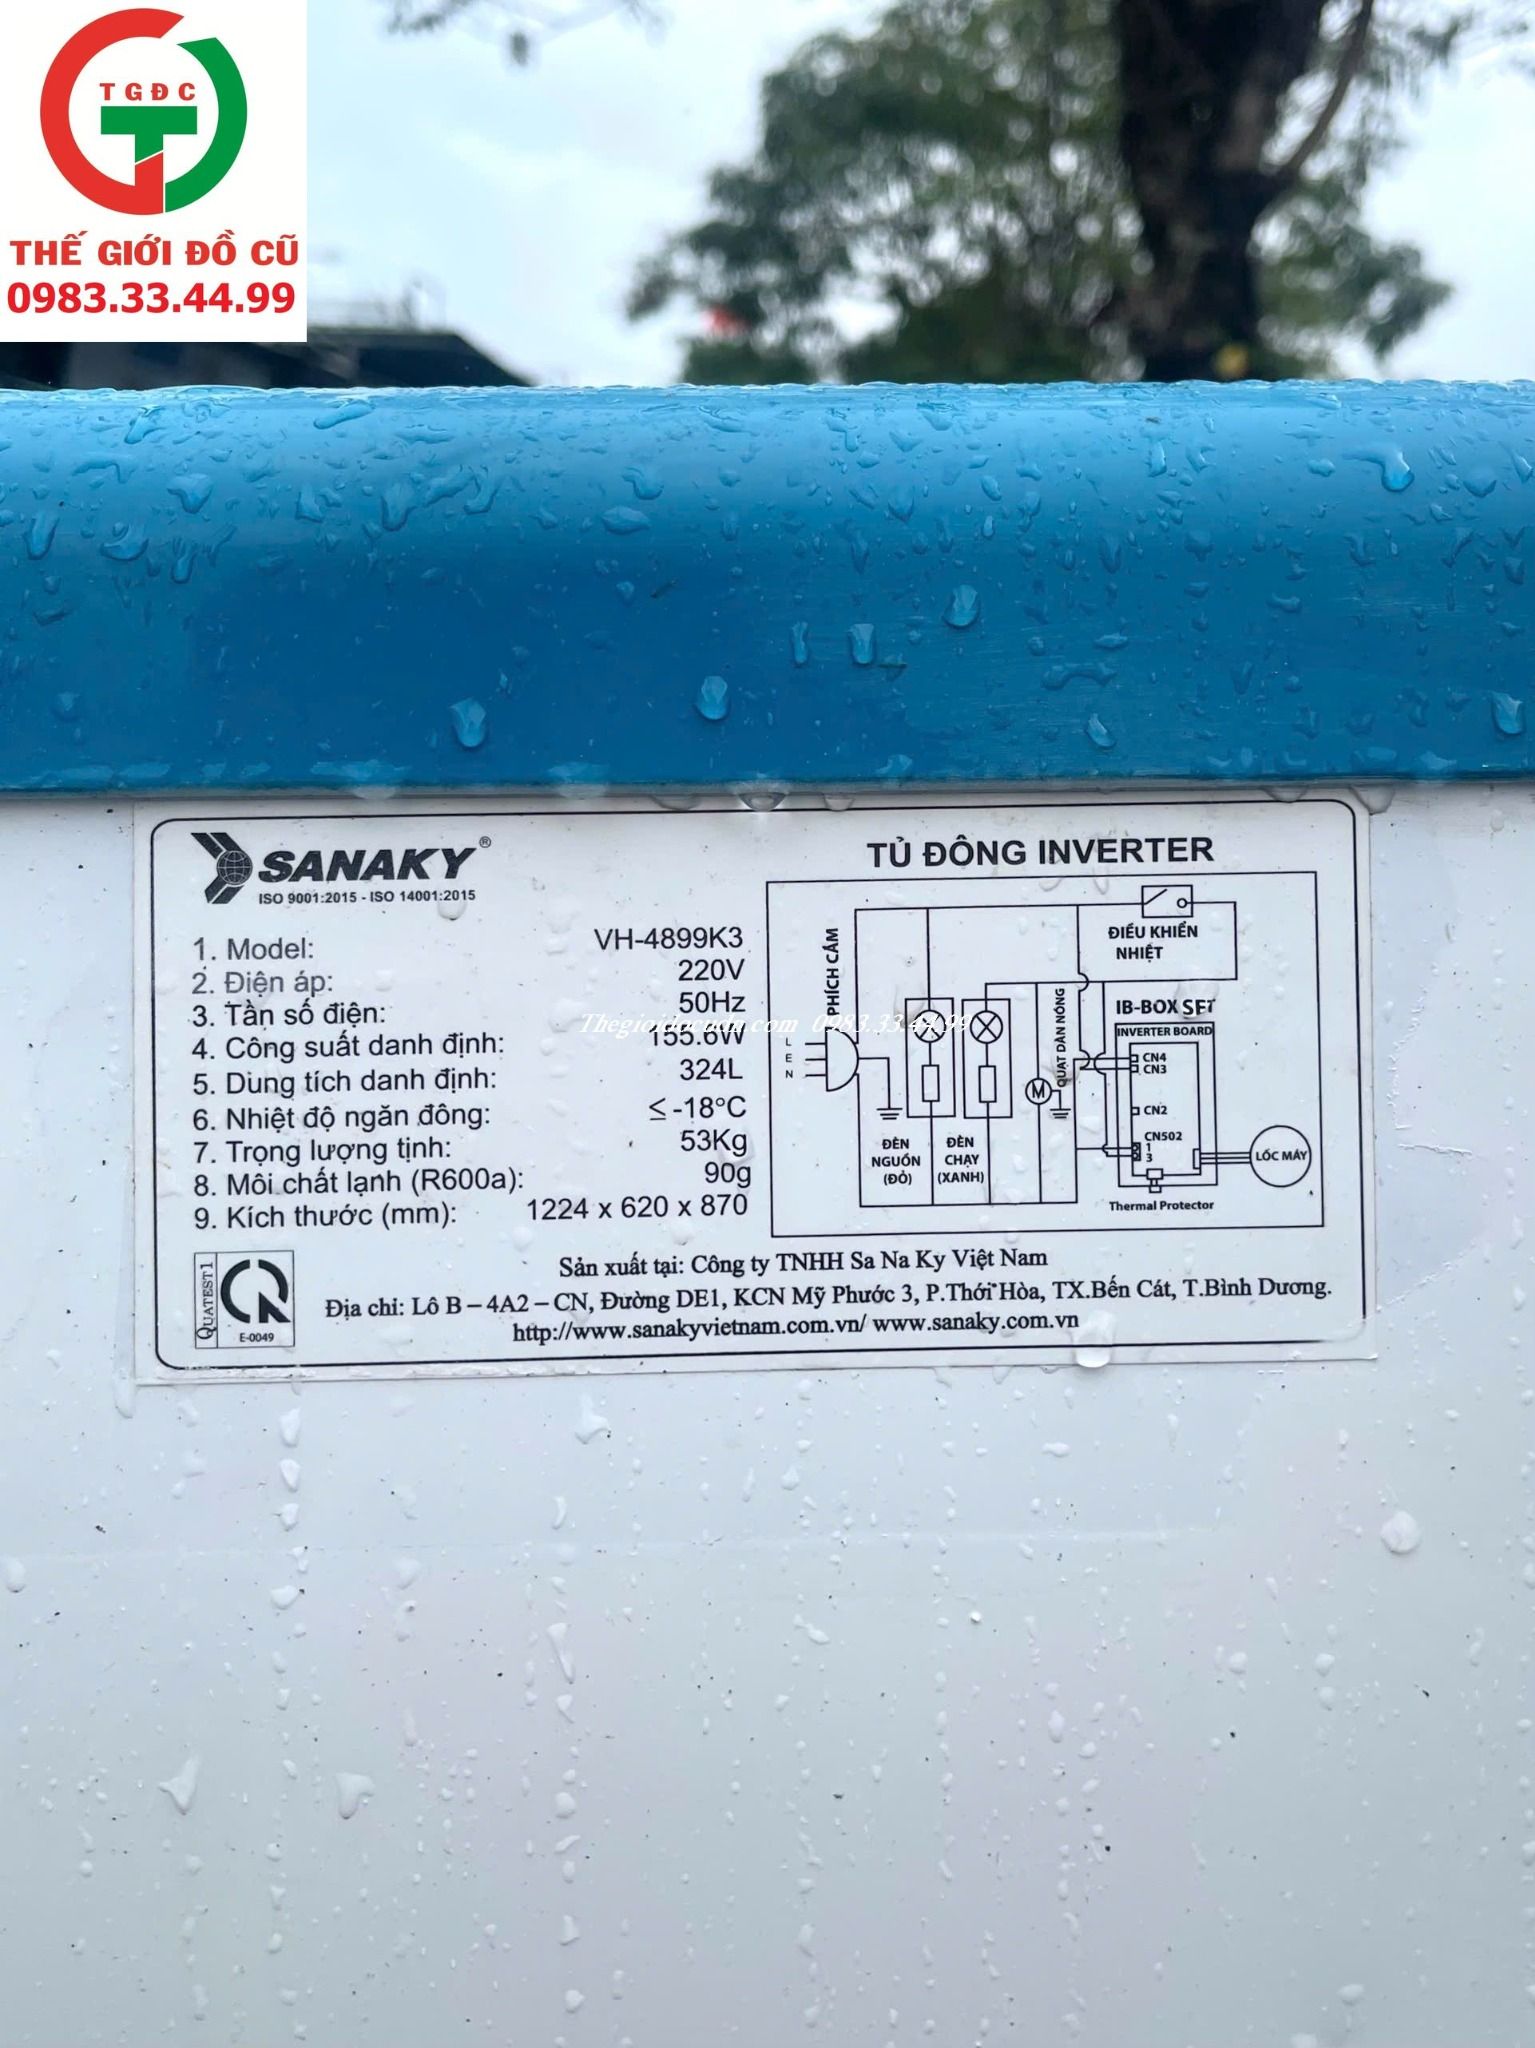 TGĐC
THẾ GIỚI ĐỒ CŨ
0983.33.44.99
SANAKY ®
ISO 9001:2015 - ISO 14001:2015
1. Model: VH-4899K3
2. Điện áp: 220V
3. Tần số điện: 50Hz
4. Công suất danh định: 155.6W
5. Dung tích danh định: 324L
6. Nhiệt độ ngăn đông: ≤ -18°C
7. Trọng lượng tịnh: 53Kg
8. Môi chất lạnh (R600a): 90g
9. Kích thước (mm): 1224 x 620 x 870
Thegioidocudn.com 0983.33.44.99
TỦ ĐÔNG INVERTER
PHÍCH CẮM
L
E
N
ĐIỀU KHIỂN
NHIỆT
QUẠT DÀN NÓNG
M
IB-BOX SET
INVERTER BOARD
CN4
CN3
CN2
CN502
1
3
LỐC MÁY
ĐÈN
NGUỒN
(ĐỎ)
ĐÈN
CHẠY
(XANH)
Thermal Protector
QUATEST1
E-0049
Sản xuất tại: Công ty TNHH Sa Na Ky Việt Nam
Địa chỉ: Lô B – 4A2 – CN, Đường DE1, KCN Mỹ Phước 3, P.Thới Hòa, TX.Bến Cát, T.Bình Dương.
http://www.sanakyvietnam.com.vn/ www.sanaky.com.vn